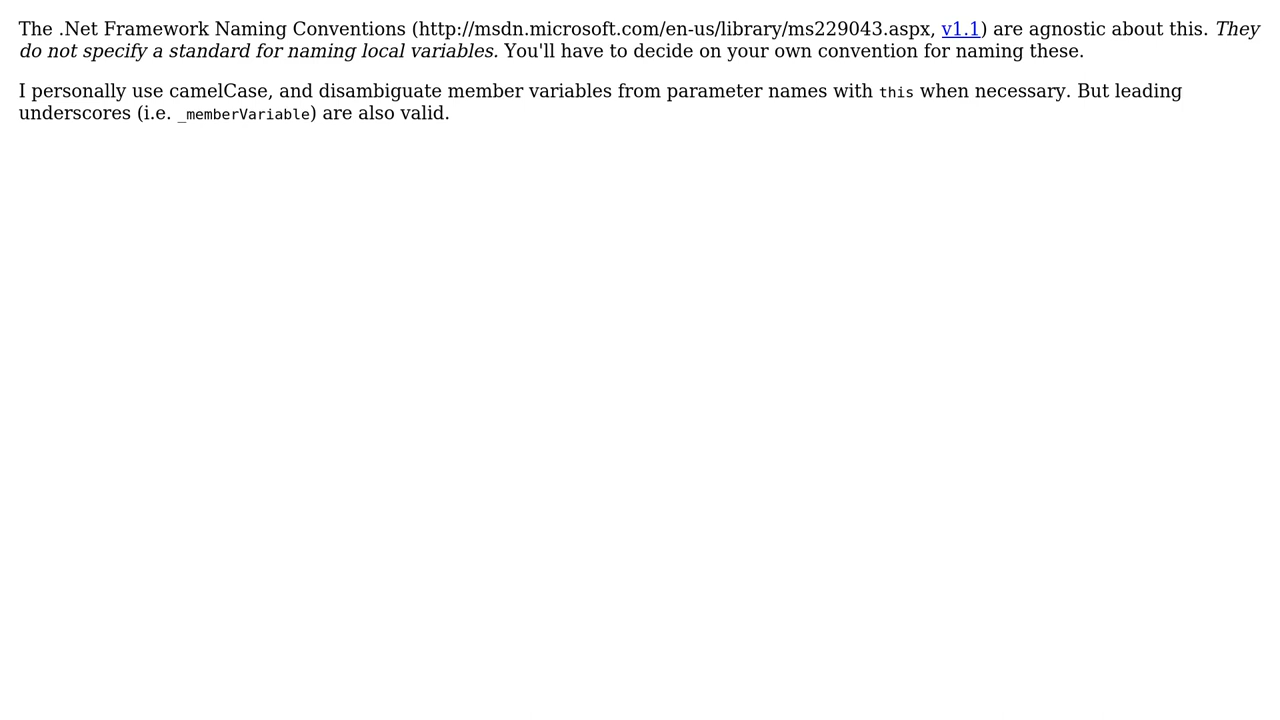 The .Net Framework Naming Conventions (http://msdn.microsoft.com/en-us/library/ms229043.aspx, v1.1) are agnostic about this. They
do not specify a standard for naming local variables. You'll have to decide on your own convention for naming these.
I personally use camelCase, and disambiguate member variables from parameter names with this when necessary. But leading
underscores (i.e. _memberVariable) are also valid.